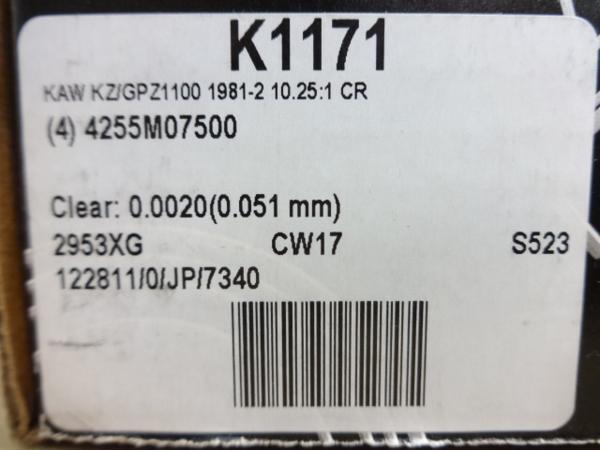 K1171
KAW KZ/GPZ1100 1981-2 10.25:1 CR
(4) 4255M07500
Clear: 0.0020(0.051 mm)
2953XG CW17 S523
122811/0/JP/7340